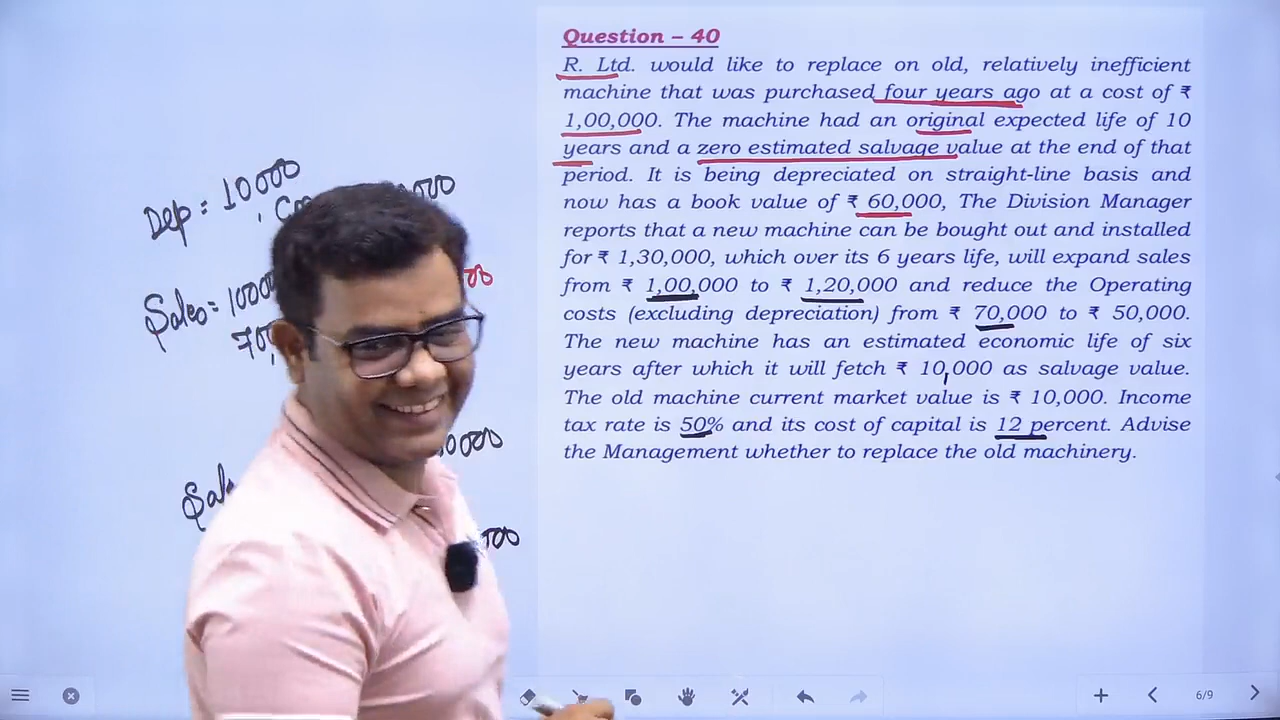 Question – 40
R. Ltd. would like to replace on old, relatively inefficient
machine that was purchased four years ago at a cost of ₹
1,00,000. The machine had an original expected life of 10
years and a zero estimated salvage value at the end of that
period. It is being depreciated on straight-line basis and
now has a book value of ₹ 60,000, The Division Manager
reports that a new machine can be bought out and installed
for ₹ 1,30,000, which over its 6 years life, will expand sales
from ₹ 1,00,000 to ₹ 1,20,000 and reduce the Operating
costs (excluding depreciation) from ₹ 70,000 to ₹ 50,000.
The new machine has an estimated economic life of six
years after which it will fetch ₹ 10,000 as salvage value.
The old machine current market value is ₹ 10,000. Income
tax rate is 50% and its cost of capital is 12 percent. Advise
the Management whether to replace the old machinery.
Dep = 10000
Sales =
6/9